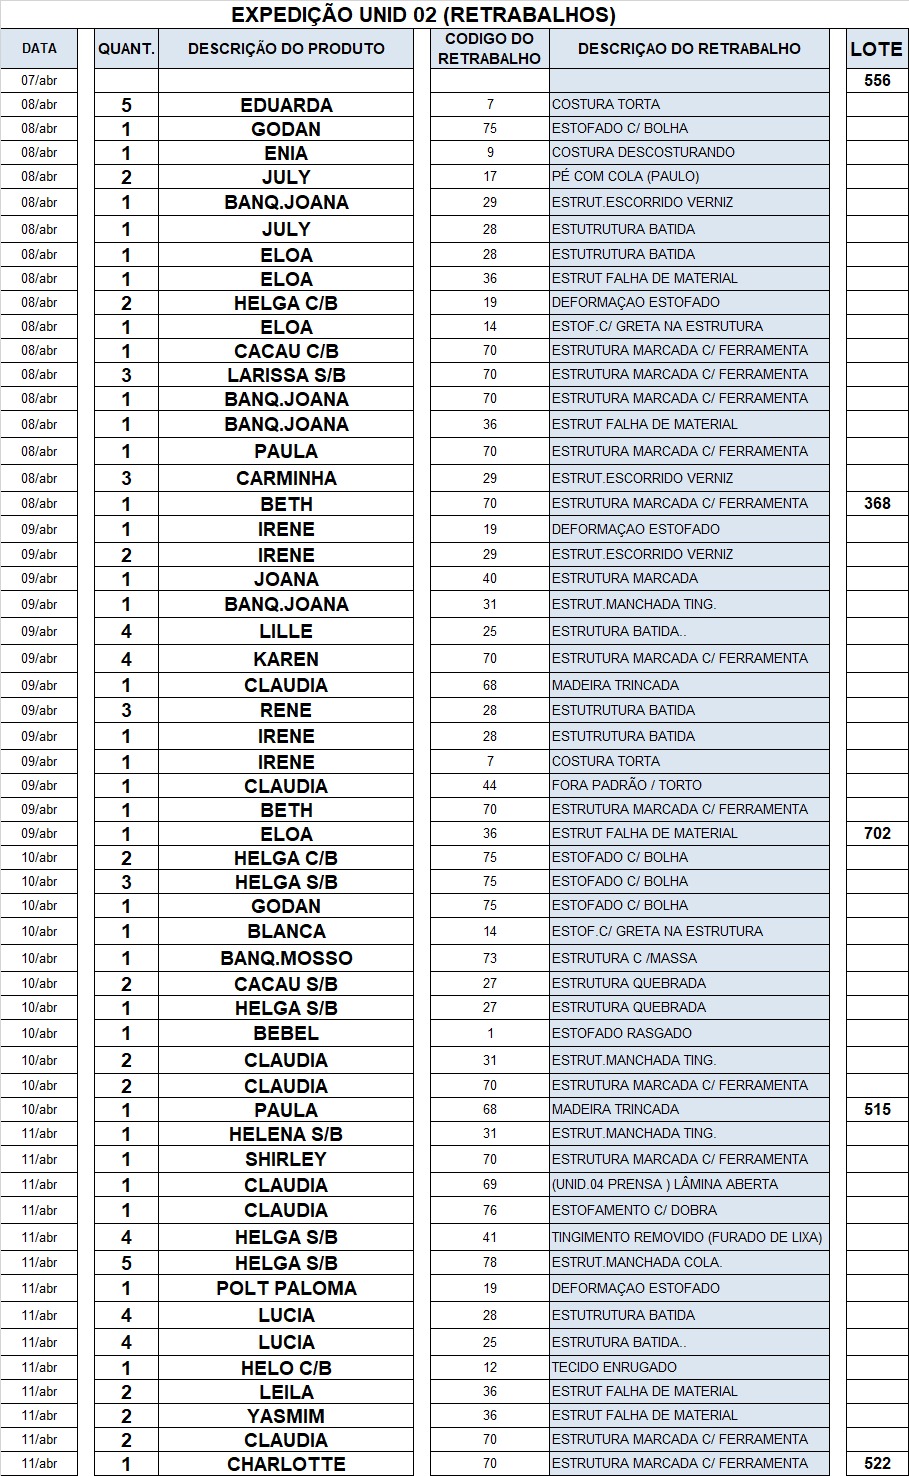 EXPEDIÇÃO UNID 02 (RETRABALHOS)
DATA QUANT. DESCRIÇÃO DO PRODUTO CODIGO DO RETRABALHO DESCRIÇAO DO RETRABALHO LOTE
07/abr 556
08/abr 5 EDUARDA 7 COSTURA TORTA
08/abr 1 GODAN 75 ESTOFADO C/ BOLHA
08/abr 1 ENIA 9 COSTURA DESCOSTURANDO
08/abr 2 JULY 17 PÉ COM COLA (PAULO)
08/abr 1 BANQ.JOANA 29 ESTRUT.ESCORRIDO VERNIZ
08/abr 1 JULY 28 ESTUTRUTURA BATIDA
08/abr 1 ELOA 28 ESTUTRUTURA BATIDA
08/abr 1 ELOA 36 ESTRUT FALHA DE MATERIAL
08/abr 2 HELGA C/B 19 DEFORMAÇAO ESTOFADO
08/abr 1 ELOA 14 ESTOF.C/ GRETA NA ESTRUTURA
08/abr 1 CACAU C/B 70 ESTRUTURA MARCADA C/ FERRAMENTA
08/abr 3 LARISSA S/B 70 ESTRUTURA MARCADA C/ FERRAMENTA
08/abr 1 BANQ.JOANA 70 ESTRUTURA MARCADA C/ FERRAMENTA
08/abr 1 BANQ.JOANA 36 ESTRUT FALHA DE MATERIAL
08/abr 1 PAULA 70 ESTRUTURA MARCADA C/ FERRAMENTA
08/abr 3 CARMINHA 29 ESTRUT.ESCORRIDO VERNIZ
08/abr 1 BETH 70 ESTRUTURA MARCADA C/ FERRAMENTA 368
09/abr 1 IRENE 19 DEFORMAÇAO ESTOFADO
09/abr 2 IRENE 29 ESTRUT.ESCORRIDO VERNIZ
09/abr 1 JOANA 40 ESTRUTURA MARCADA
09/abr 1 BANQ.JOANA 31 ESTRUT.MANCHADA TING.
09/abr 4 LILLE 25 ESTRUTURA BATIDA..
09/abr 4 KAREN 70 ESTRUTURA MARCADA C/ FERRAMENTA
09/abr 1 CLAUDIA 68 MADEIRA TRINCADA
09/abr 3 RENE 28 ESTUTRUTURA BATIDA
09/abr 1 IRENE 28 ESTUTRUTURA BATIDA
09/abr 1 IRENE 7 COSTURA TORTA
09/abr 1 CLAUDIA 44 FORA PADRÃO / TORTO
09/abr 1 BETH 70 ESTRUTURA MARCADA C/ FERRAMENTA
09/abr 1 ELOA 36 ESTRUT FALHA DE MATERIAL 702
10/abr 2 HELGA C/B 75 ESTOFADO C/ BOLHA
10/abr 3 HELGA S/B 75 ESTOFADO C/ BOLHA
10/abr 1 GODAN 75 ESTOFADO C/ BOLHA
10/abr 1 BLANCA 14 ESTOF.C/ GRETA NA ESTRUTURA
10/abr 1 BANQ.MOSSO 73 ESTRUTURA C /MASSA
10/abr 2 CACAU S/B 27 ESTRUTURA QUEBRADA
10/abr 1 HELGA S/B 27 ESTRUTURA QUEBRADA
10/abr 1 BEBEL 1 ESTOFADO RASGADO
10/abr 2 CLAUDIA 31 ESTRUT.MANCHADA TING.
10/abr 2 CLAUDIA 70 ESTRUTURA MARCADA C/ FERRAMENTA
10/abr 1 PAULA 68 MADEIRA TRINCADA 515
11/abr 1 HELENA S/B 31 ESTRUT.MANCHADA TING.
11/abr 1 SHIRLEY 70 ESTRUTURA MARCADA C/ FERRAMENTA
11/abr 1 CLAUDIA 69 (UNID.04 PRENSA ) LÂMINA ABERTA
11/abr 1 CLAUDIA 76 ESTOFAMENTO C/ DOBRA
11/abr 4 HELGA S/B 41 TINGIMENTO REMOVIDO (FURADO DE LIXA)
11/abr 5 HELGA S/B 78 ESTRUT.MANCHADA COLA.
11/abr 1 POLT PALOMA 19 DEFORMAÇAO ESTOFADO
11/abr 4 LUCIA 28 ESTUTRUTURA BATIDA
11/abr 4 LUCIA 25 ESTRUTURA BATIDA..
11/abr 1 HELO C/B 12 TECIDO ENRUGADO
11/abr 2 LEILA 36 ESTRUT FALHA DE MATERIAL
11/abr 2 YASMIM 36 ESTRUT FALHA DE MATERIAL
11/abr 2 CLAUDIA 70 ESTRUTURA MARCADA C/ FERRAMENTA
11/abr 1 CHARLOTTE 70 ESTRUTURA MARCADA C/ FERRAMENTA 522